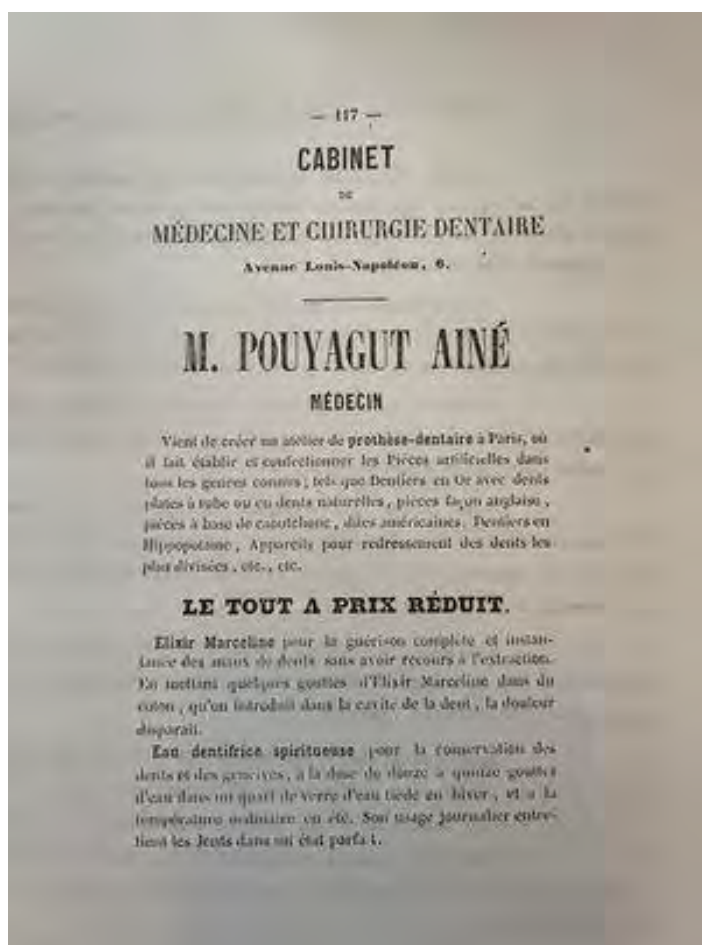 — 117 —
CABINET
DE
MÉDECINE ET CHIRURGIE DENTAIRE
Avenue Louis-Napoléon, 6.
M. POUYAGUT AINÉ
MÉDECIN
Vient de créer un atelier de prothèse-dentaire à Paris, où
il fait établir et confectionner les Pièces artificielles dans
tous les genres connus ; tels que Dentiers en Or avec dents
plates à tube ou en dents naturelles, pièces façon anglaise,
pièces à base de caoutchouc, dites américaines. Dentiers en
Hippopotame, Appareils pour redressement des dents les
plus divisées, etc., etc.
LE TOUT A PRIX RÉDUIT.
Elixir Marceline pour la guérison complète et instan-
tance des maux de dents sans avoir recours à l'extraction.
En mettant quelques gouttes d'Elixir Marceline dans du
coton, qu'on introduit dans la cavité de la dent, la douleur
disparait.
Eau dentifrice spiritueuse pour la conservation des
dents et des gencives, à la dose de douze à quinze gouttes
d'eau dans un quart de verre d'eau tiède en hiver, et à la
température ordinaire en été. Son usage journalier entre-
tient les dents dans un état parfait.